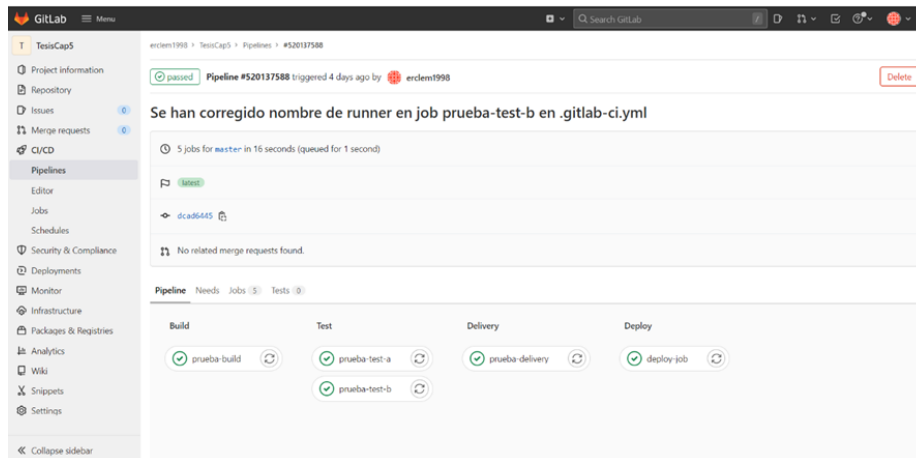 GitLab Menu Search GitLab /
T TesisCap5
erclem1998 > TesisCap5 > Pipelines > #520137588
Project information
Repository
Issues 0
Merge requests 0
CI/CD
Pipelines
Editor
Jobs
Schedules
Security & Compliance
Deployments
Monitor
Infrastructure
Packages & Registries
Analytics
Wiki
Snippets
Settings
Collapse sidebar
passed Pipeline #520137588 triggered 4 days ago by erclem1998 Delete
Se han corregido nombre de runner en job prueba-test-b en .gitlab-ci.yml
5 jobs for master in 16 seconds (queued for 1 second)
latest
dcad6445
No related merge requests found.
Pipeline Needs Jobs 5 Tests 0
Build Test Delivery Deploy
prueba-build prueba-test-a prueba-delivery deploy-job
prueba-test-b